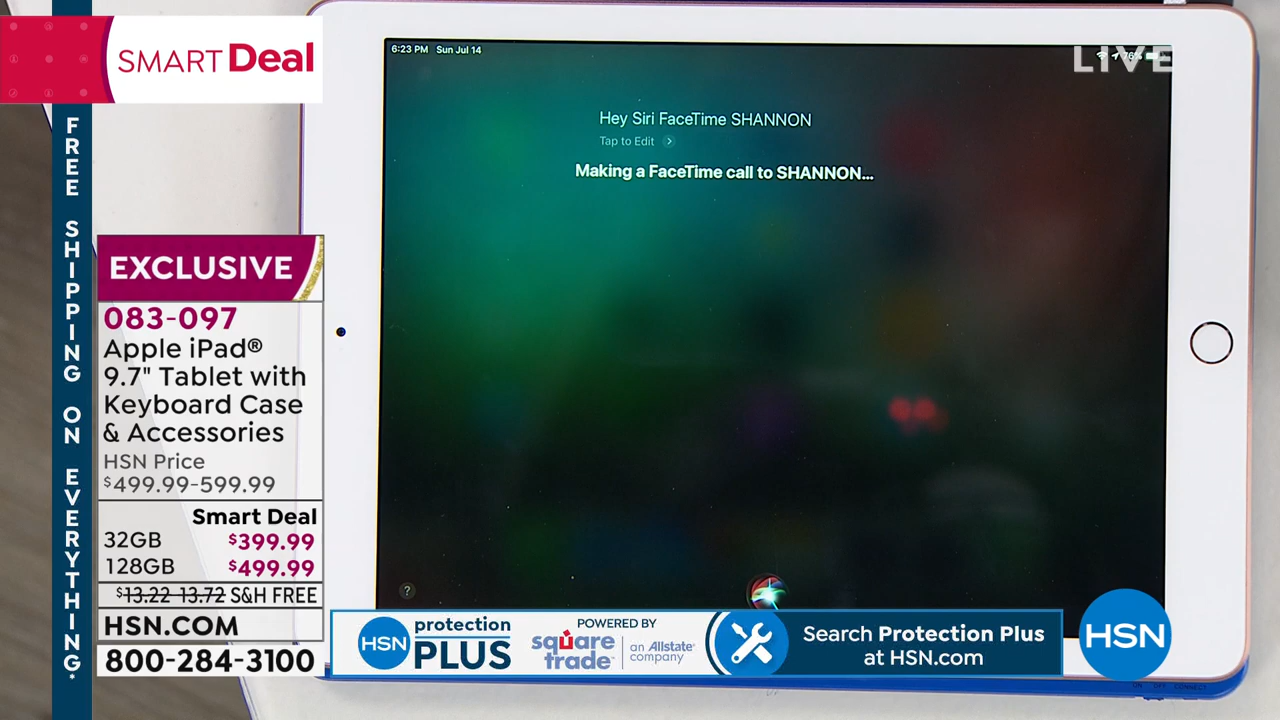 SMART Deal
FREE SHIPPING ON EVERYTHING*
EXCLUSIVE
083-097
Apple iPad®
9.7" Tablet with
Keyboard Case
& Accessories
HSN Price
$499.99-599.99
Smart Deal
32GB $399.99
128GB $499.99
$13.22-13.72 S&H FREE
HSN.COM
800-284-3100
6:23 PM Sun Jul 14
76%
LIVE
Hey Siri FaceTime SHANNON
Tap to Edit >
Making a FaceTime call to SHANNON...
?
HSN
protection
PLUS
POWERED BY
square
trade
an Allstate®
company
Search Protection Plus
at HSN.com
HSN
ON OFF CONNECT